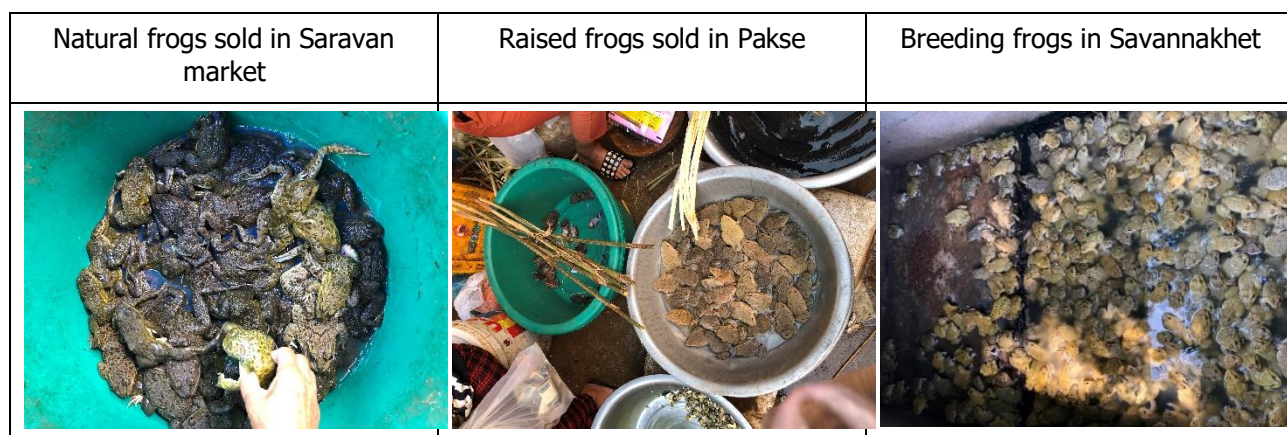 Natural frogs sold in Saravan
market
Raised frogs sold in Pakse
Breeding frogs in Savannakhet